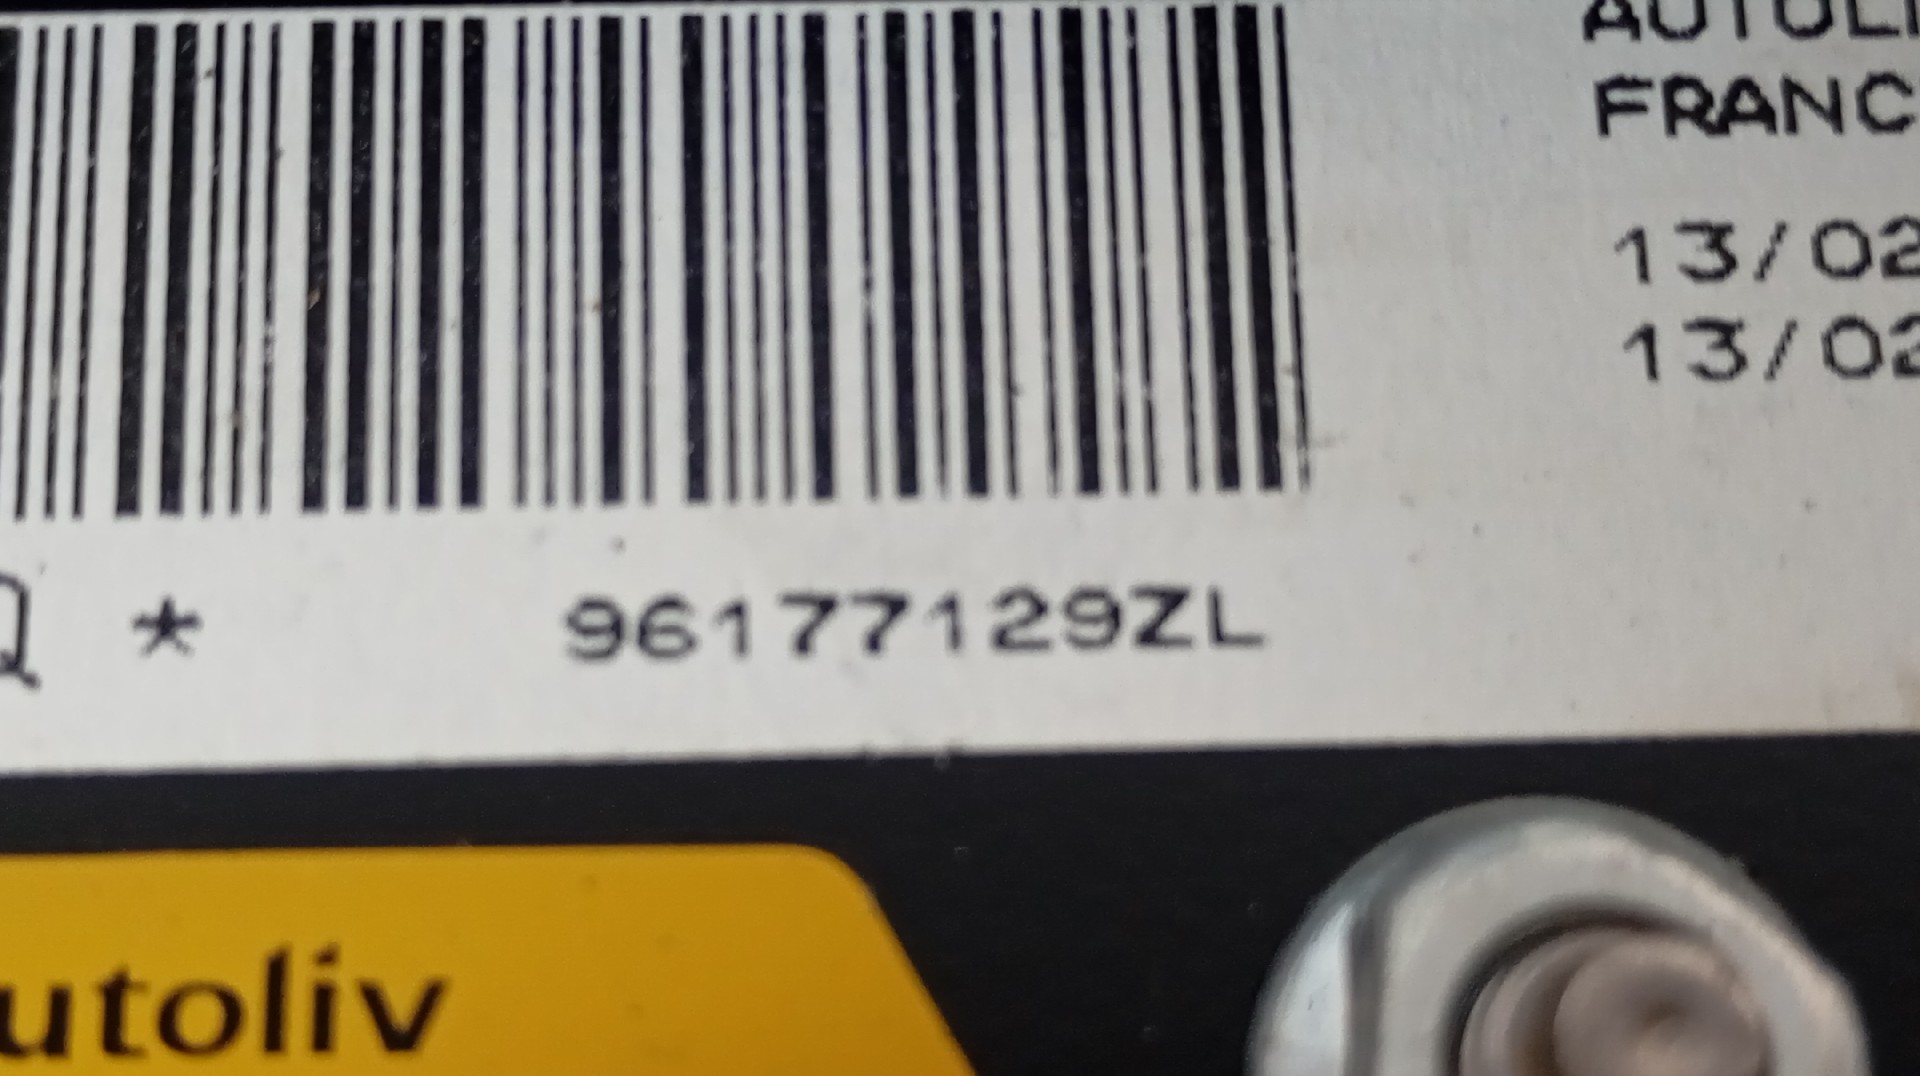 AUTOLI
FRANC
13/02
13/02
Q * 96177129ZL
utoliv